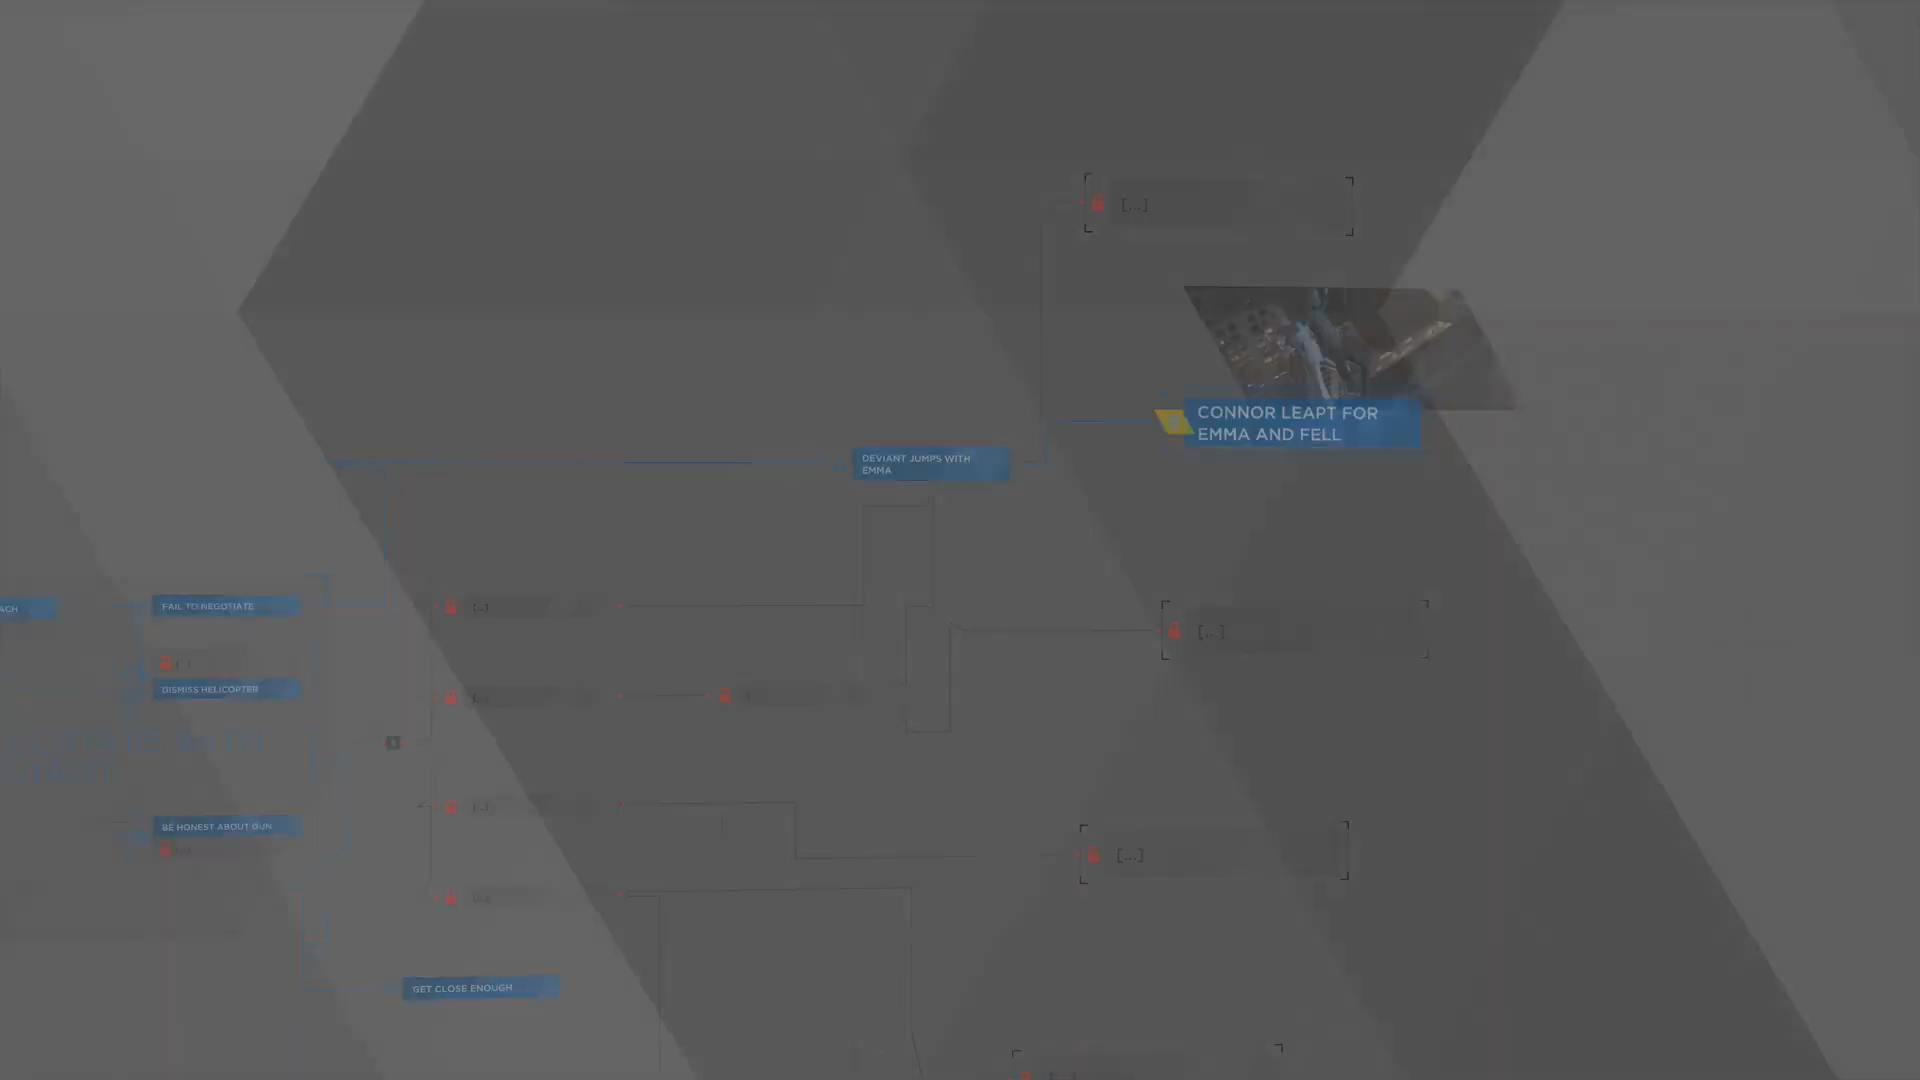 [...]
CONNOR LEAPT FOR
EMMA AND FELL
DEVIANT JUMPS WITH
EMMA
ACH
FAIL TO NEGOTIATE
[...]
[...]
DISMISS HELICOPTER
[...]
BE HONEST ABOUT GUN
[...]
[...]
GET CLOSE ENOUGH